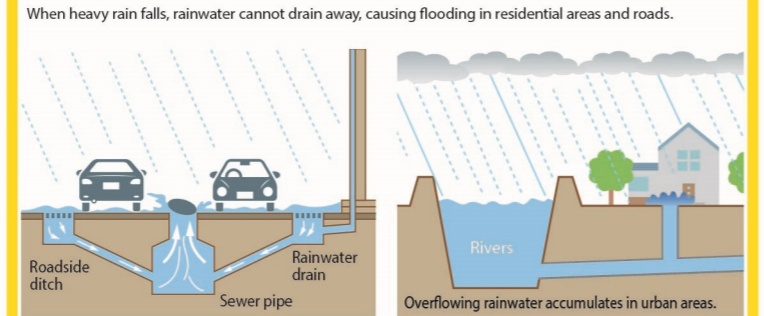 When heavy rain falls, rainwater cannot drain away, causing flooding in residential areas and roads.
Roadside
ditch
Sewer pipe
Rainwater
drain
Rivers
Overflowing rainwater accumulates in urban areas.